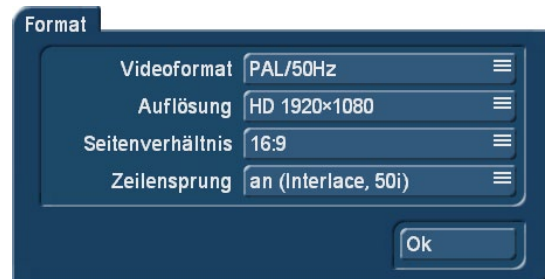 Format
Videoformat PAL/50Hz
Auflösung HD 1920×1080
Seitenverhältnis 16:9
Zeilensprung an (Interlace, 50i)
Ok